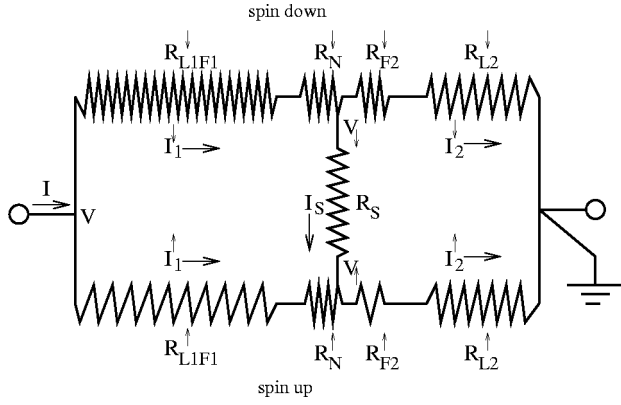 spin down
R↓L1F1 R↓N R↓F2 R↓L2
V↓
I↓1 I↓2
I IS RS
V
I↑1 V↑ I↑2
R↑L1F1 R↑N R↑F2 R↑L2
spin up